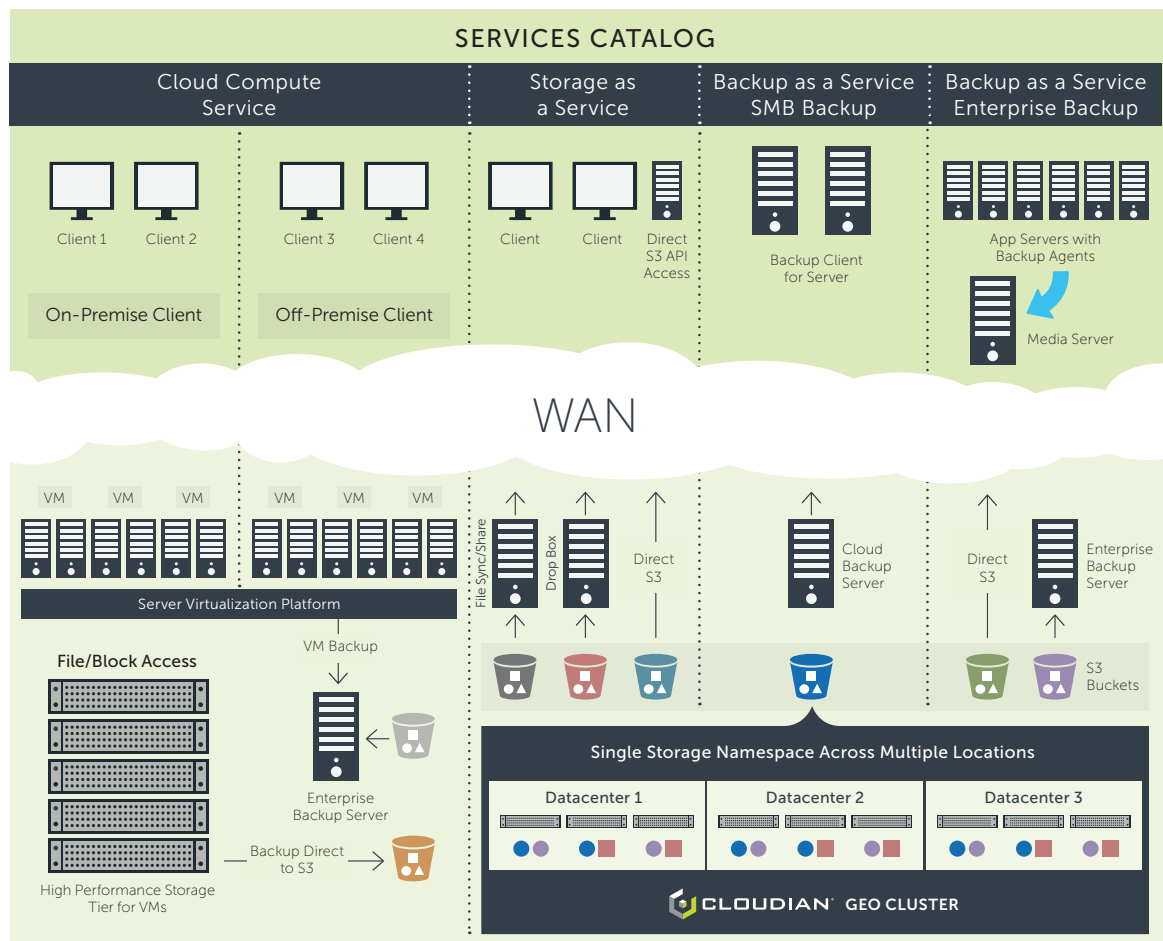 SERVICES CATALOG
Cloud Compute
Service
Storage as
a Service
Backup as a Service
SMB Backup
Backup as a Service
Enterprise Backup
Client 1
Client 2
Client 3
Client 4
Client
Client
Direct
S3 API
Access
Backup Client
for Server
App Servers with
Backup Agents
Media Server
On-Premise Client
Off-Premise Client
WAN
VM
VM
VM
VM
VM
VM
Server Virtualization Platform
File Sync/Share
Drop Box
Direct
S3
Cloud
Backup
Server
Direct
S3
Enterprise
Backup
Server
VM Backup
File/Block Access
S3
Buckets
Enterprise
Backup Server
Backup Direct
to S3
High Performance Storage
Tier for VMs
Single Storage Namespace Across Multiple Locations
Datacenter 1
Datacenter 2
Datacenter 3
CLOUDIAN GEO CLUSTER